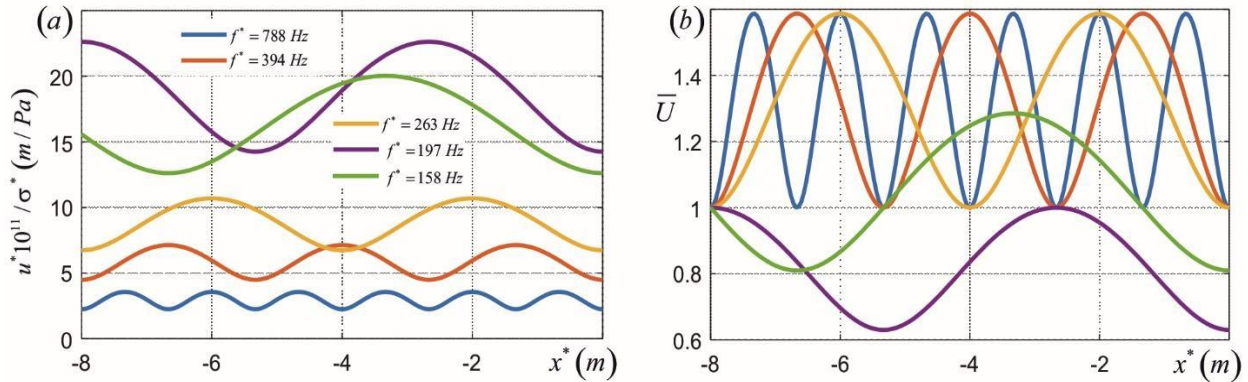 (a)
u* 10¹¹ / σ* (m / Pa)
f* = 788 Hz
f* = 394 Hz
f* = 263 Hz
f* = 197 Hz
f* = 158 Hz
20
15
10
5
0
-8
-6
-4
-2
x* (m)
(b)
U̅
1.4
1.2
1
0.8
0.6
-8
-6
-4
-2
x* (m)